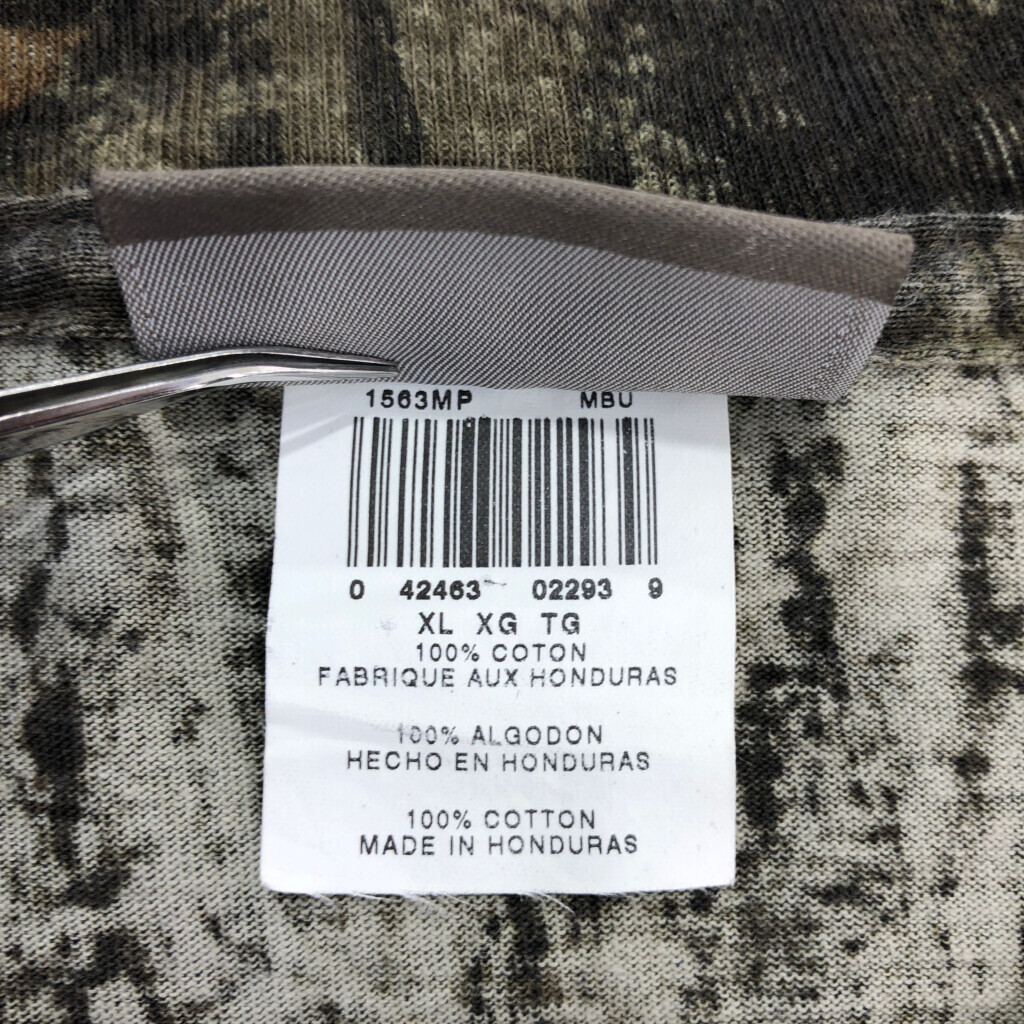 1563MP MBU
0 42463 02293 9
XL XG TG
100% COTON
FABRIQUE AUX HONDURAS
100% ALGODON
HECHO EN HONDURAS
100% COTTON
MADE IN HONDURAS